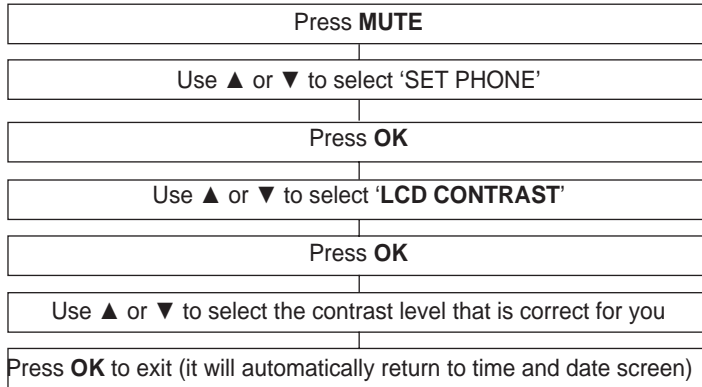 Press MUTE
Use ▲ or ▼ to select ‘SET PHONE’
Press OK
Use ▲ or ▼ to select ‘LCD CONTRAST’
Press OK
Use ▲ or ▼ to select the contrast level that is correct for you
Press OK to exit (it will automatically return to time and date screen)